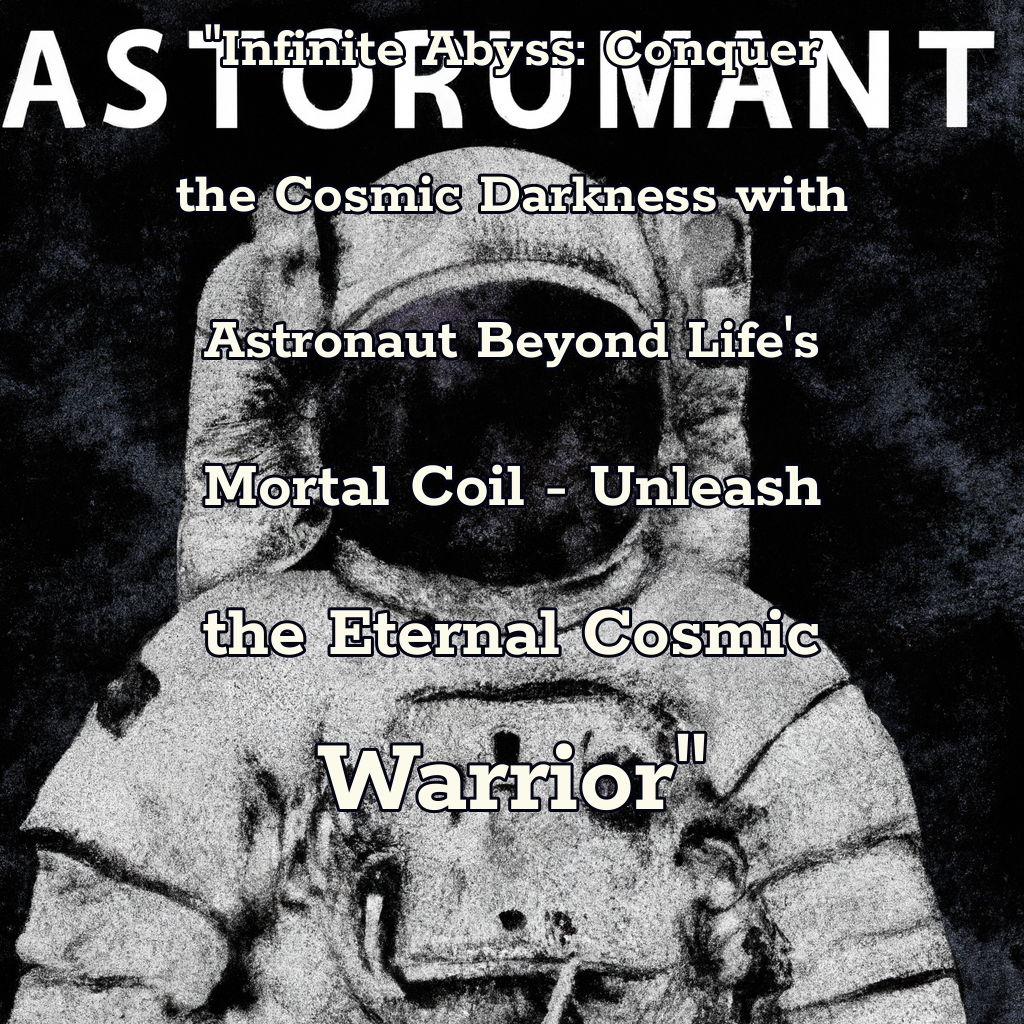 ASTORUMANT
"Infinite Abyss: Conquer
the Cosmic Darkness with
Astronaut Beyond Life's
Mortal Coil - Unleash
the Eternal Cosmic
Warrior"